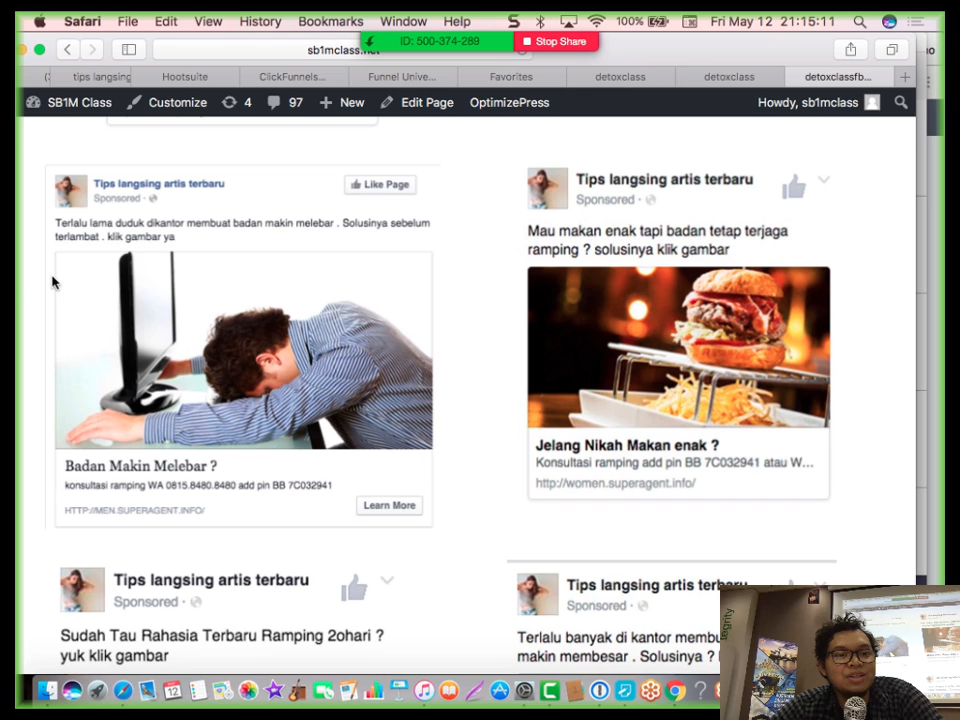 Safari File Edit View History Bookmarks Window Help 100% Fri May 12 21:15:11
ID: 500-374-289 Stop Share
sb1mclass.net
tips langsing Hootsuite ClickFunnels... Funnel Unive... Favorites detoxclass detoxclass detoxclassfb...
SB1M Class Customize 4 97 New Edit Page OptimizePress Howdy, sb1mclass
Tips langsing artis terbaru
Sponsored ·
Like Page
Terlalu lama duduk dikantor membuat badan makin melebar . Solusinya sebelum
terlambat . klik gambar ya
Badan Makin Melebar ?
konsultasi ramping WA 0815.8480.8480 add pin BB 7C032941
HTTP://MEN.SUPERAGENT.INFO/
Learn More
Tips langsing artis terbaru
Sponsored ·
Mau makan enak tapi badan tetap terjaga
ramping ? solusinya klik gambar
Jelang Nikah Makan enak ?
Konsultasi ramping add pin BB 7C032941 atau W...
http://women.superagent.info/
Tips langsing artis terbaru
Sponsored ·
Sudah Tau Rahasia Terbaru Ramping 2ohari ?
yuk klik gambar
Tips langsing artis terbaru
Sponsored ·
Terlalu banyak di kantor membu
makin membesar . Solusinya ?